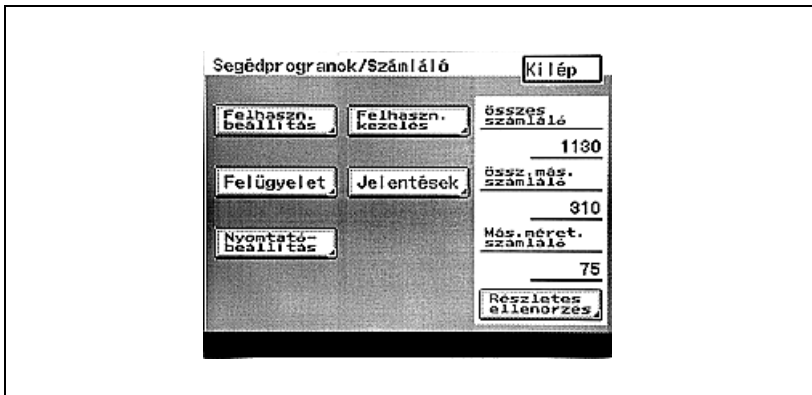 Segédprogramok/Számláló
Kilép
Felhaszn.
beállítás
Felhaszn.
kezelés
Összes
számláló
1130
Felügyelet
Jelentések
Össz.más.
számláló
310
Nyomtató-
beállítás
Más.méret.
számláló
75
Részletes
ellenőrzés